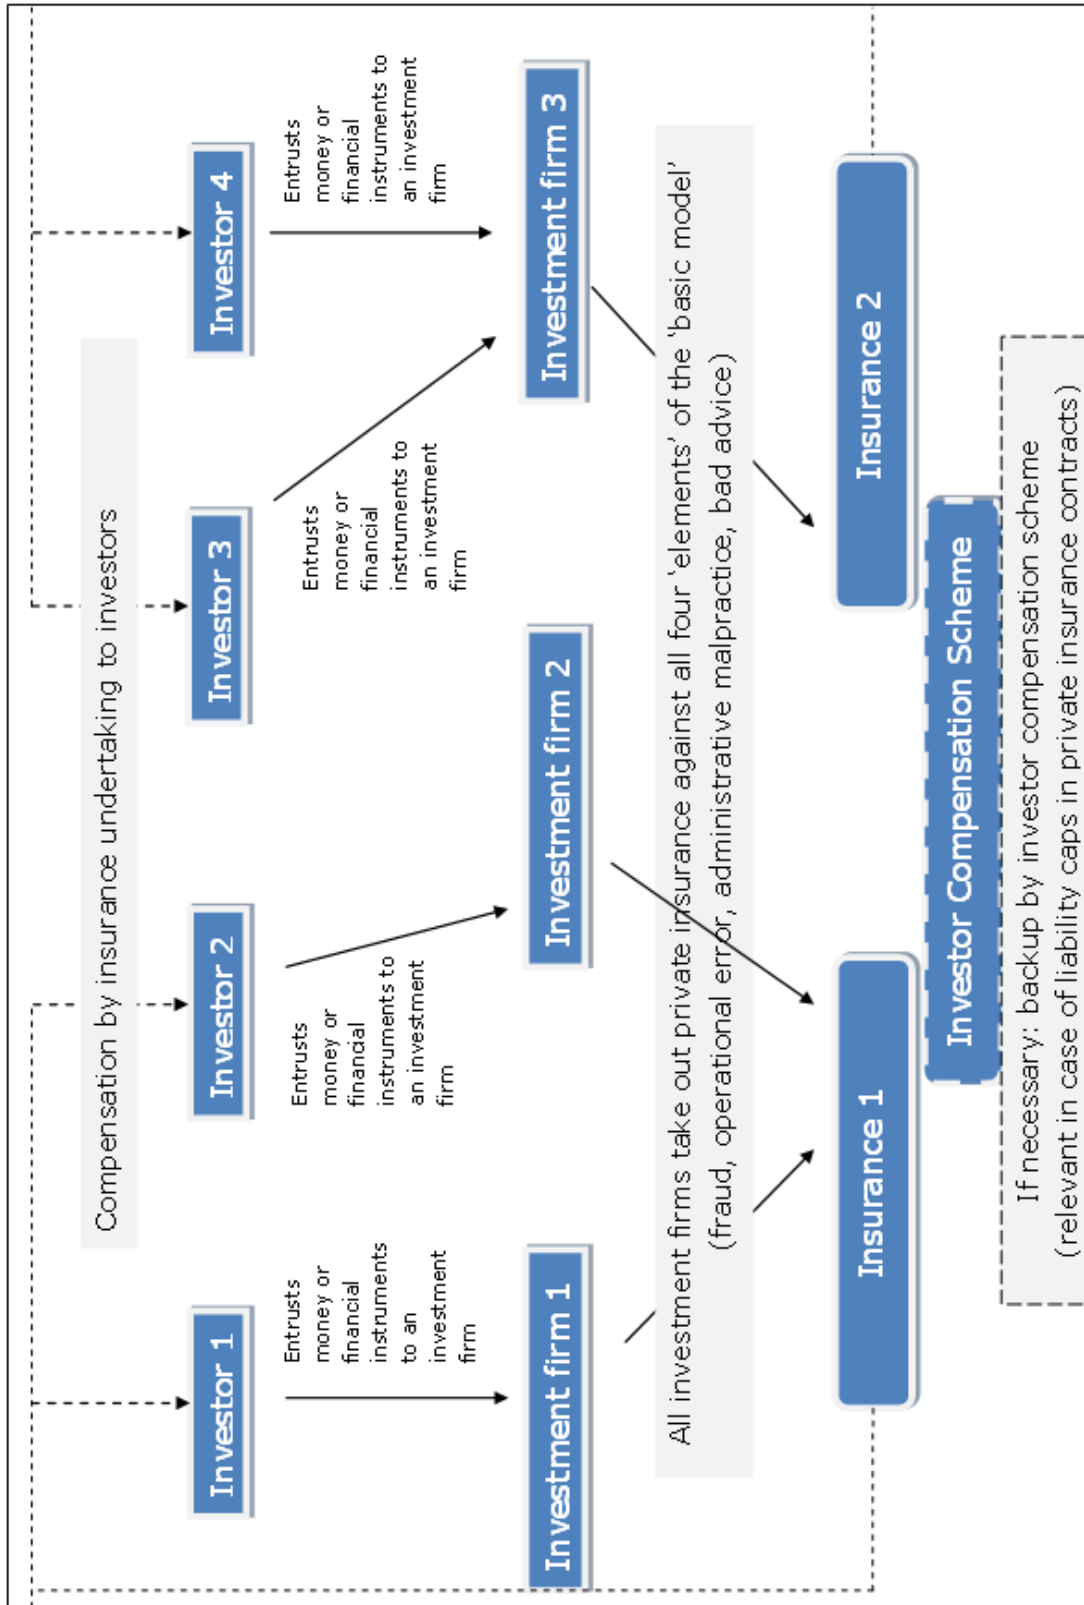 Compensation by insurance undertaking to investors
Investor 1
Investor 2
Investor 3
Investor 4
Entrusts
money or
financial
instruments
to an
investment
firm
Entrusts
money or
financial
instruments to
an investment
firm
Entrusts
money or
financial
instruments to
an investment
firm
Entrusts
money or
financial
instruments to
an investment
firm
Investment firm 1
Investment firm 2
Investment firm 3
All investment firms take out private insurance against all four ‘elements’ of the ‘basic model’
(fraud, operational error, administrative malpractice, bad advice)
Insurance 1
Insurance 2
Investor Compensation Scheme
If necessary: backup by investor compensation scheme
(relevant in case of liability caps in private insurance contracts)